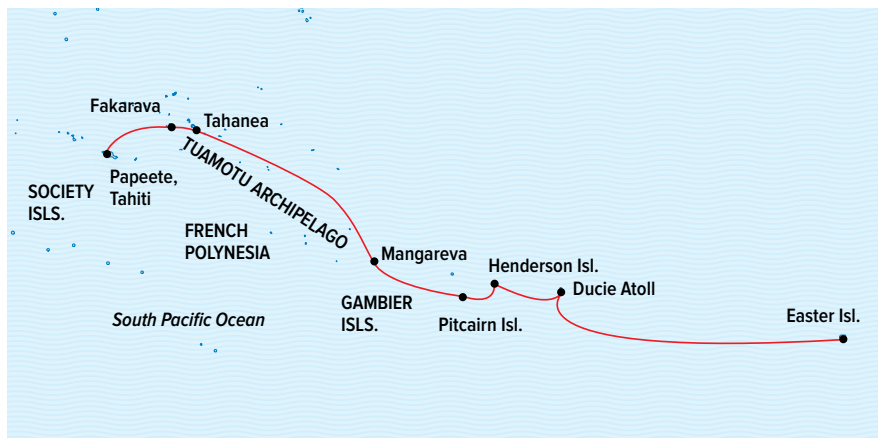 Fakarava
Tahanea
TUAMOTU ARCHIPELAGO
Papeete,
Tahiti
SOCIETY
ISLS.
FRENCH
POLYNESIA
Mangareva
Henderson Isl.
Ducie Atoll
GAMBIER
ISLS.
Pitcairn Isl.
Easter Isl.
South Pacific Ocean